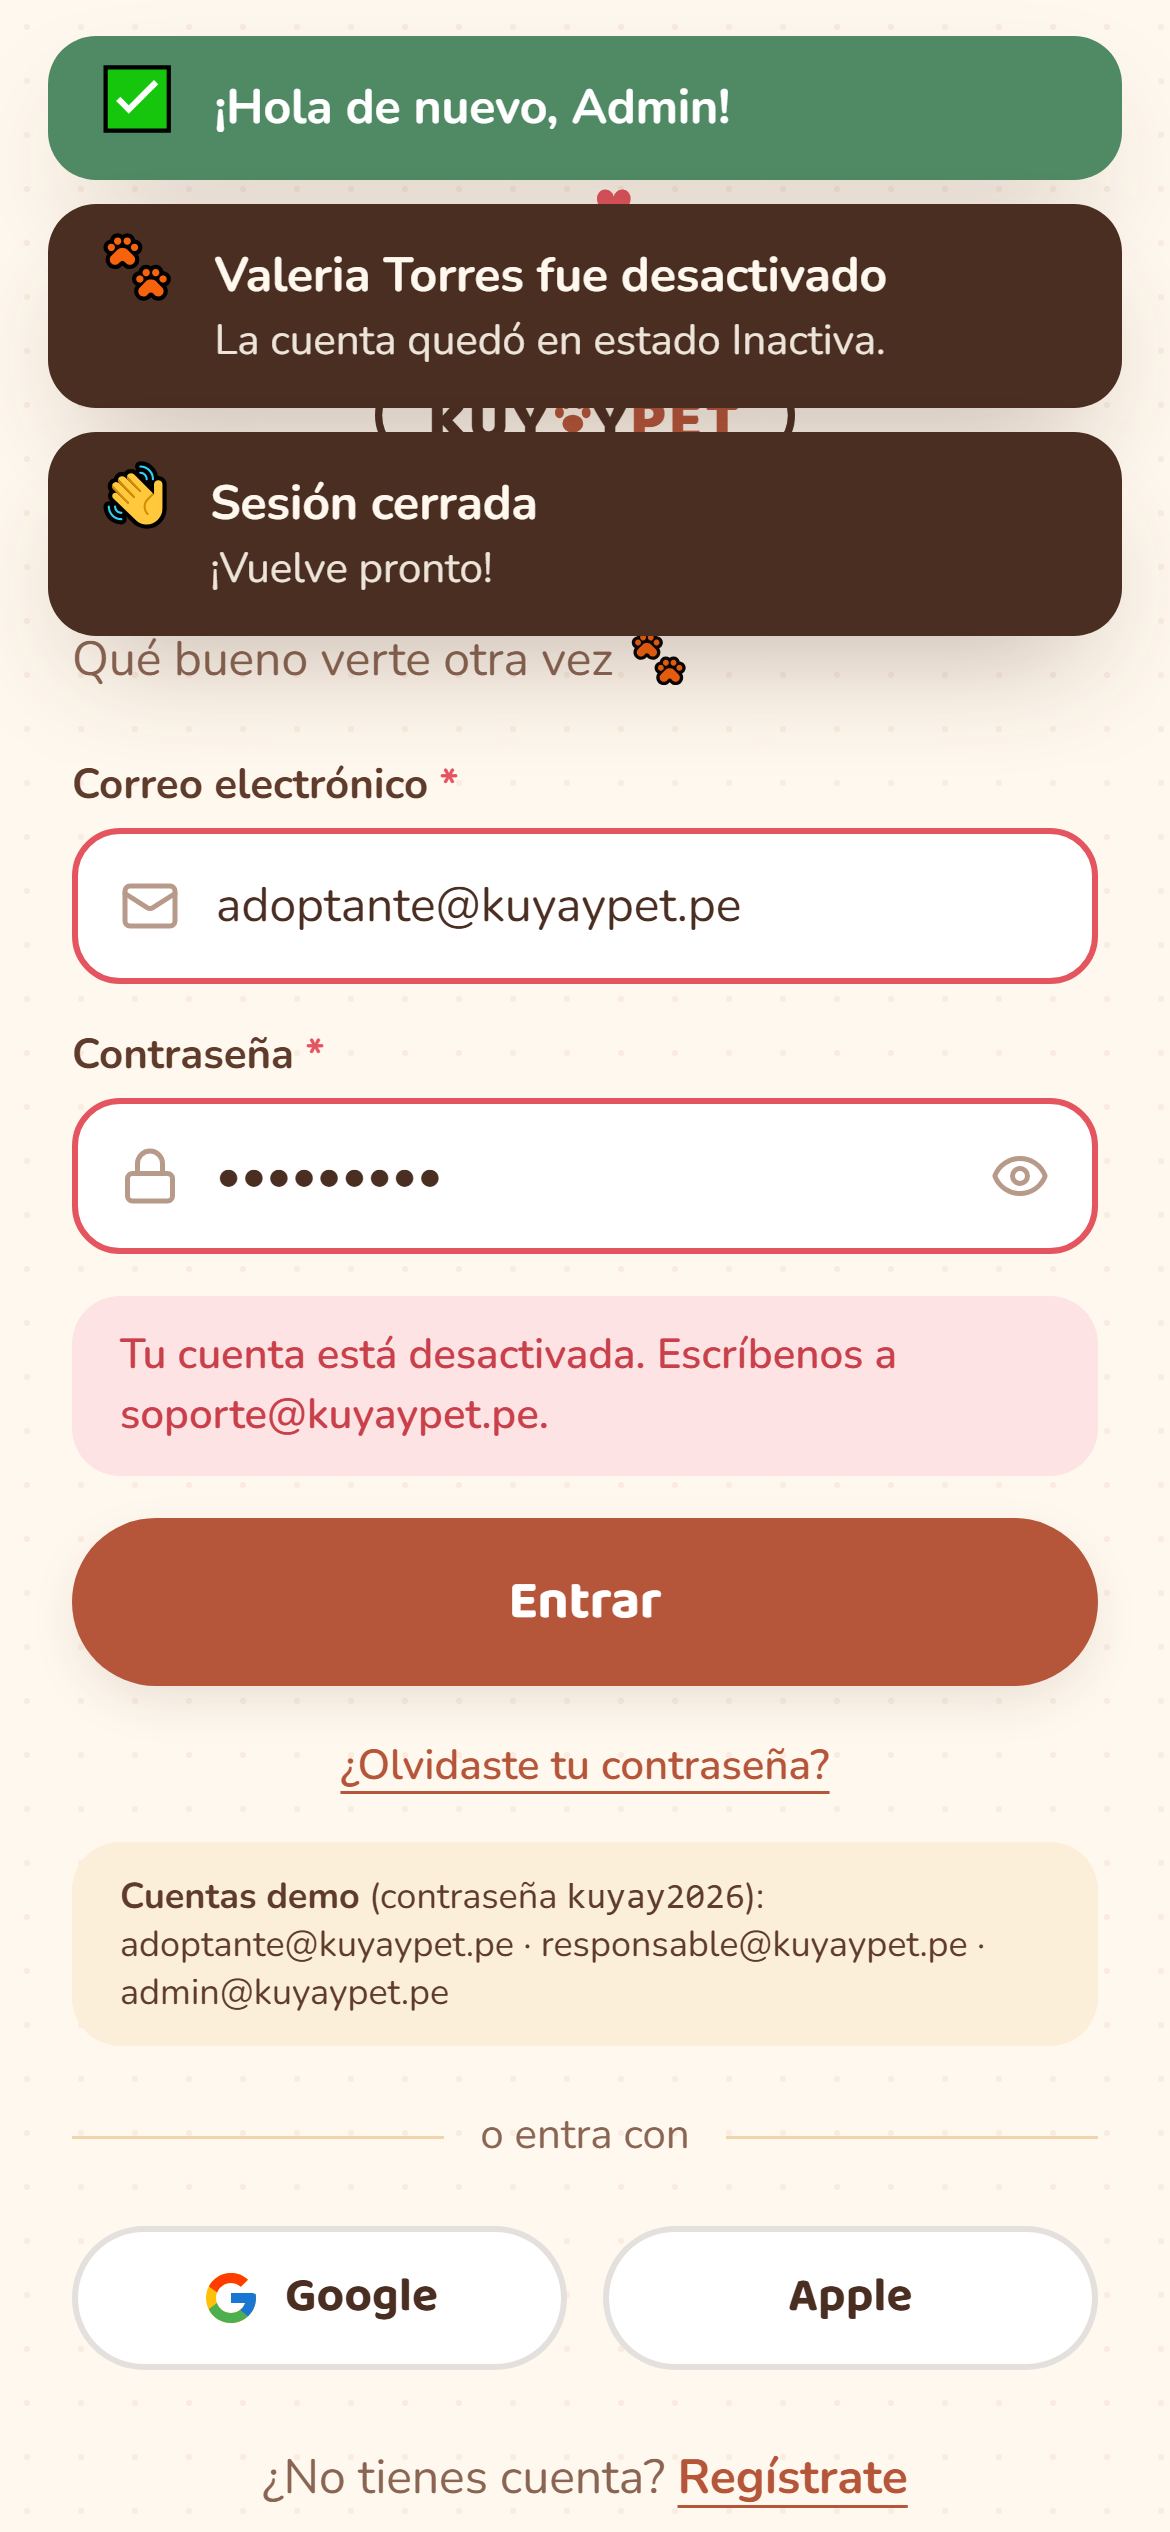 ¡Hola de nuevo, Admin!
Valeria Torres fue desactivado
La cuenta quedó en estado Inactiva.
KUYAYPET
Sesión cerrada
¡Vuelve pronto!
Qué bueno verte otra vez
Correo electrónico *
adoptante@kuyaypet.pe
Contraseña *
•••••••••
Tu cuenta está desactivada. Escríbenos a
soporte@kuyaypet.pe.
Entrar
¿Olvidaste tu contraseña?
Cuentas demo (contraseña kuyay2026):
adoptante@kuyaypet.pe · responsable@kuyaypet.pe ·
admin@kuyaypet.pe
o entra con
Google
Apple
¿No tienes cuenta? Regístrate